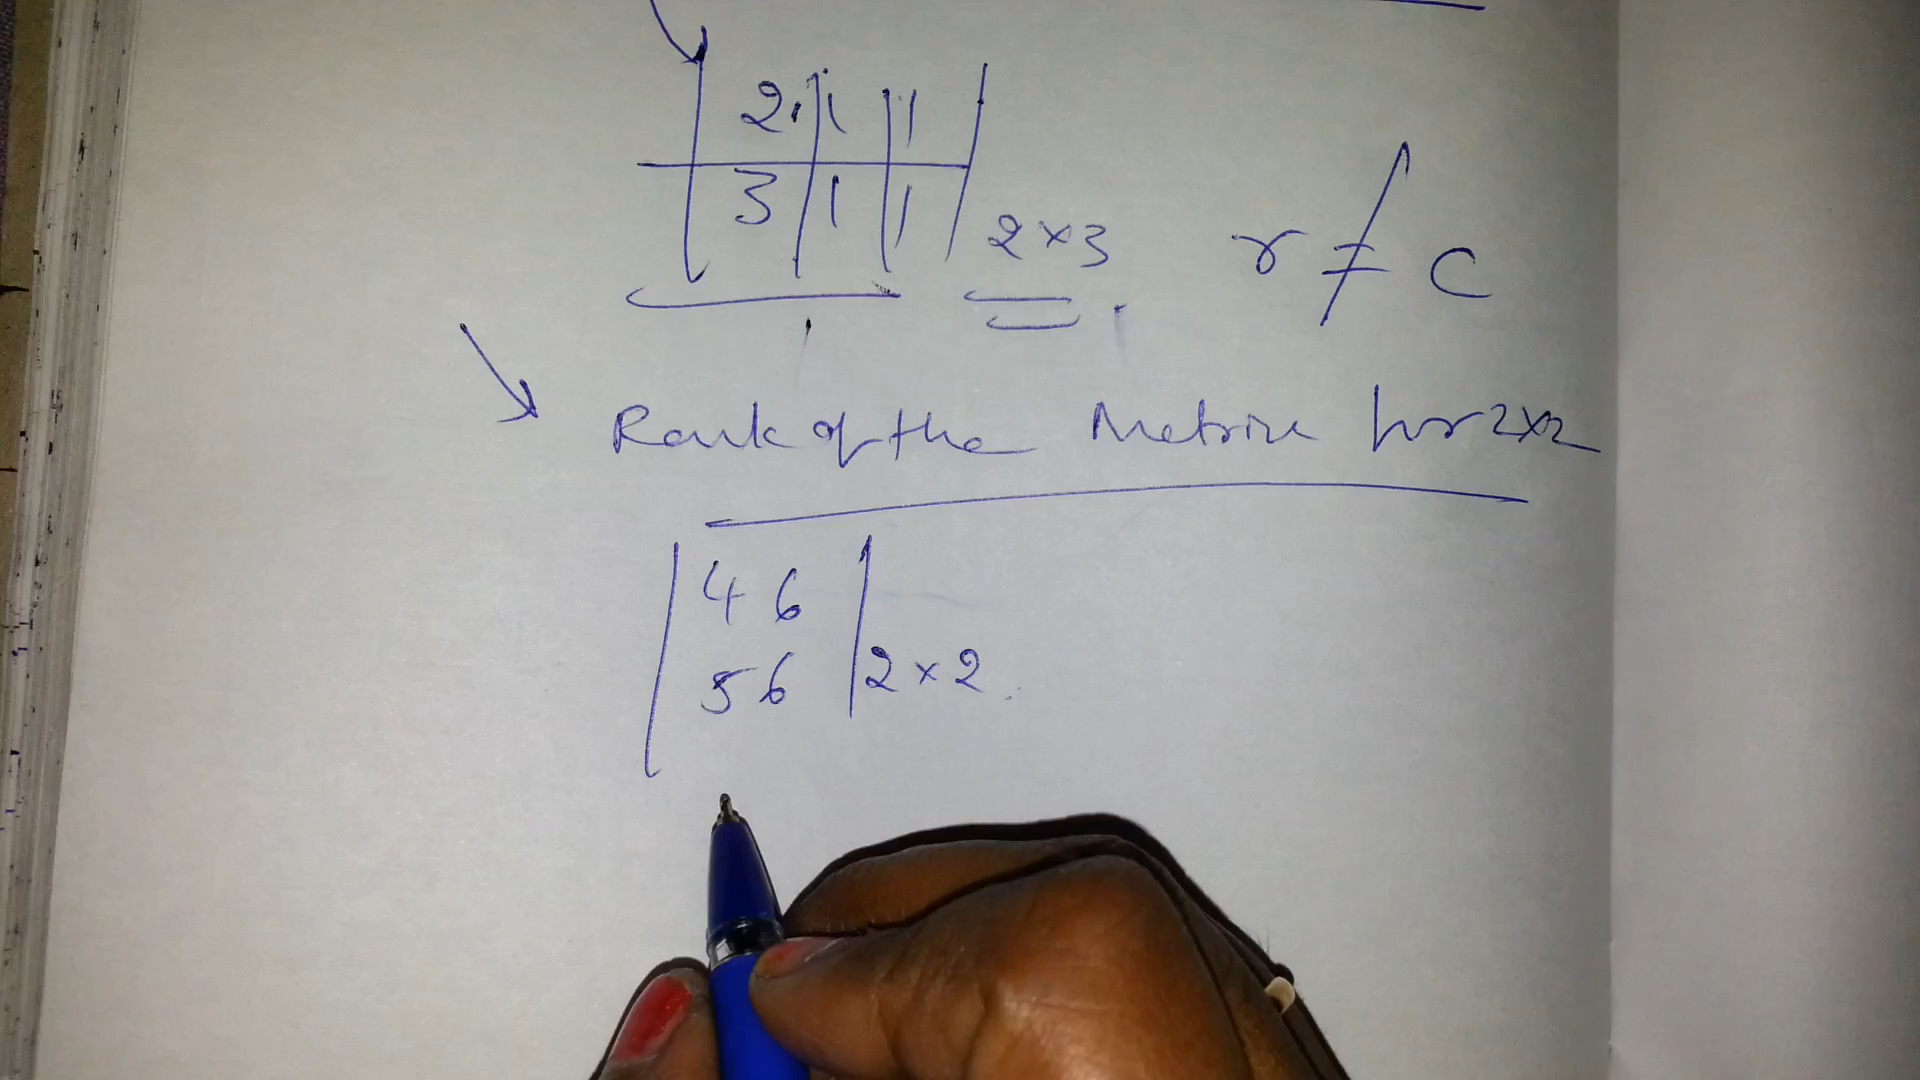 2 1 1
3 1 1
2×3 r ≠ c
Rank of the Metrix for 2×2
4 6
5 6 2×2